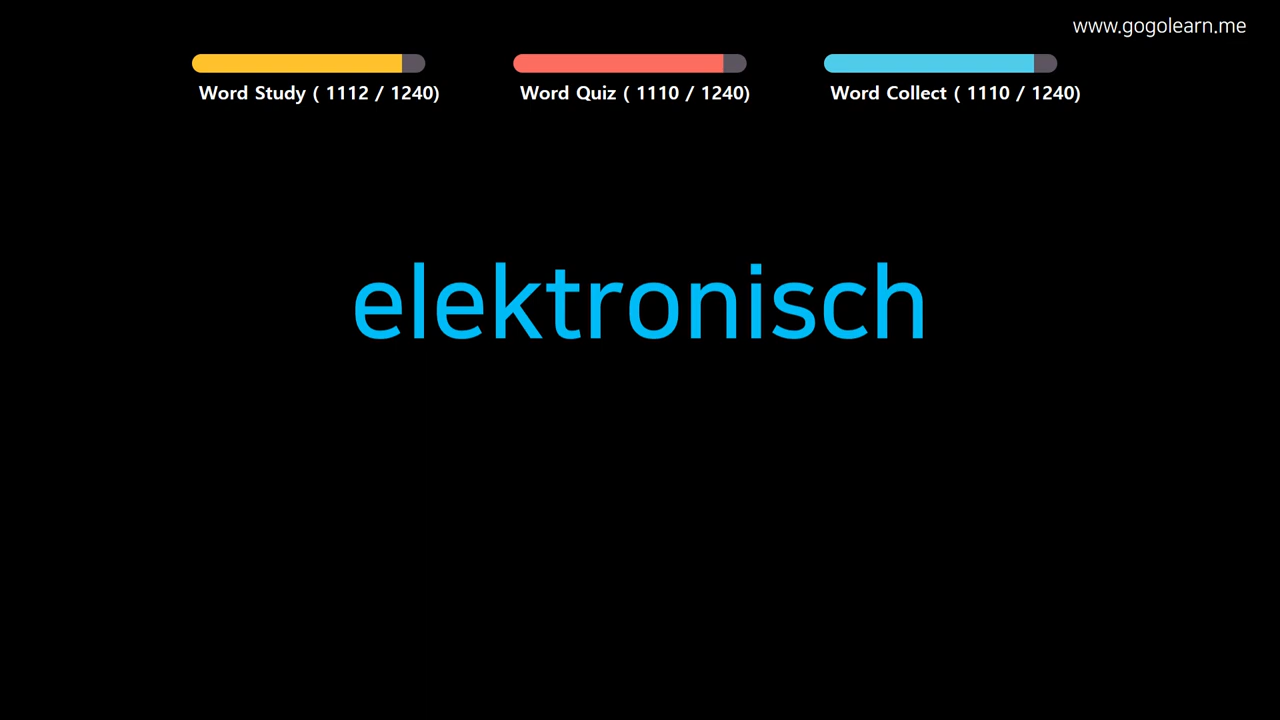 www.gogolearn.me
Word Study ( 1112 / 1240)
Word Quiz ( 1110 / 1240)
Word Collect ( 1110 / 1240)
elektronisch